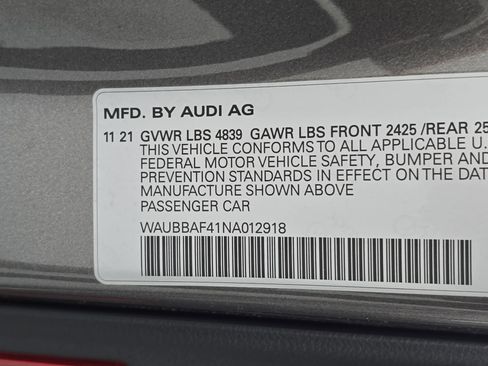 MFD. BY AUDI AG
11 21 GVWR LBS 4839 GAWR LBS FRONT 2425 /REAR 25
THIS VEHICLE CONFORMS TO ALL APPLICABLE U.
FEDERAL MOTOR VEHICLE SAFETY, BUMPER AND
PREVENTION STANDARDS IN EFFECT ON THE DAT
MANUFACTURE SHOWN ABOVE
PASSENGER CAR
WAUBBAF41NA012918